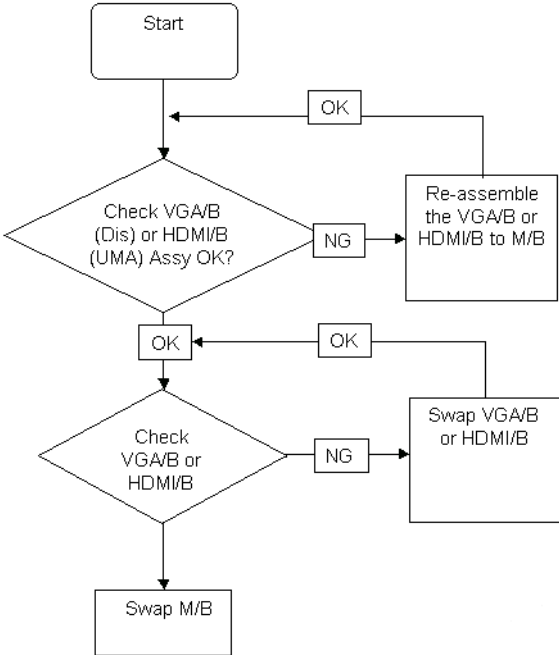 Start
OK
Check VGA/B
(Dis) or HDMI/B
(UMA) Assy OK?
NG
Re-assemble
the VGA/B or
HDMI/B to M/B
OK
OK
Check
VGA/B or
HDMI/B
NG
Swap VGA/B
or HDMI/B
Swap M/B